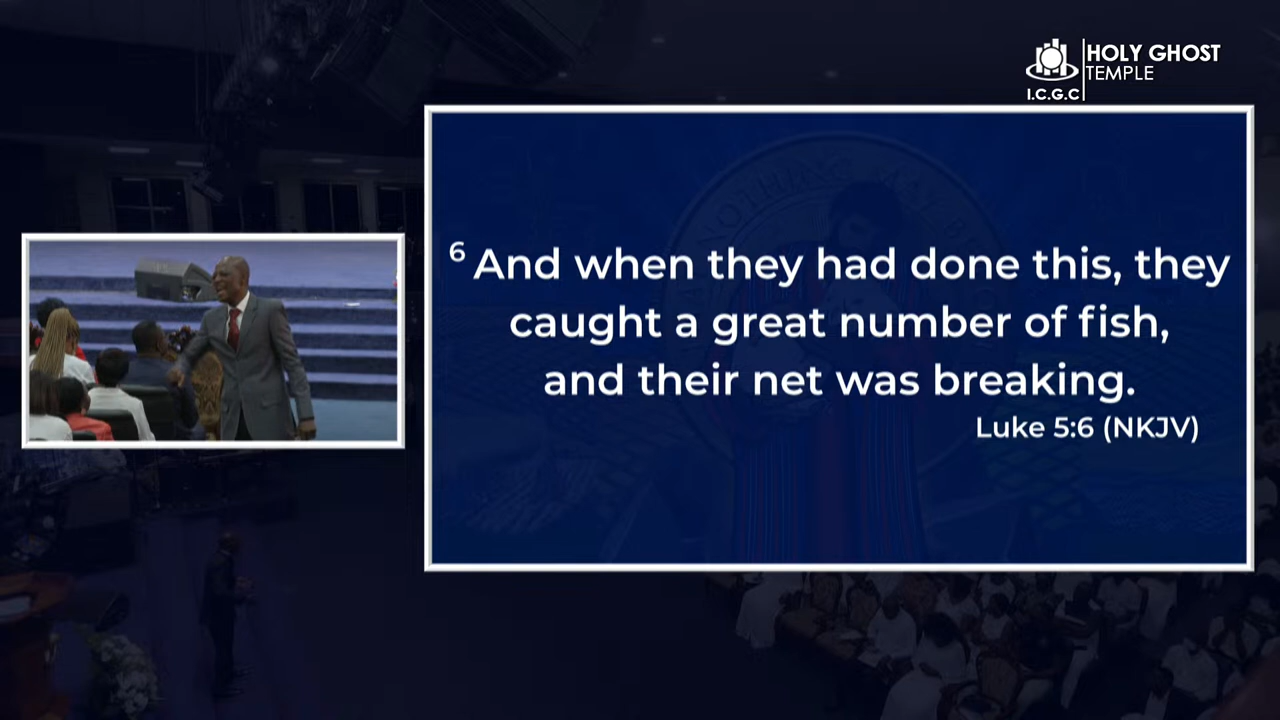 HOLY GHOST
TEMPLE
I.C.G.C
6 And when they had done this, they
caught a great number of fish,
and their net was breaking.
Luke 5:6 (NKJV)